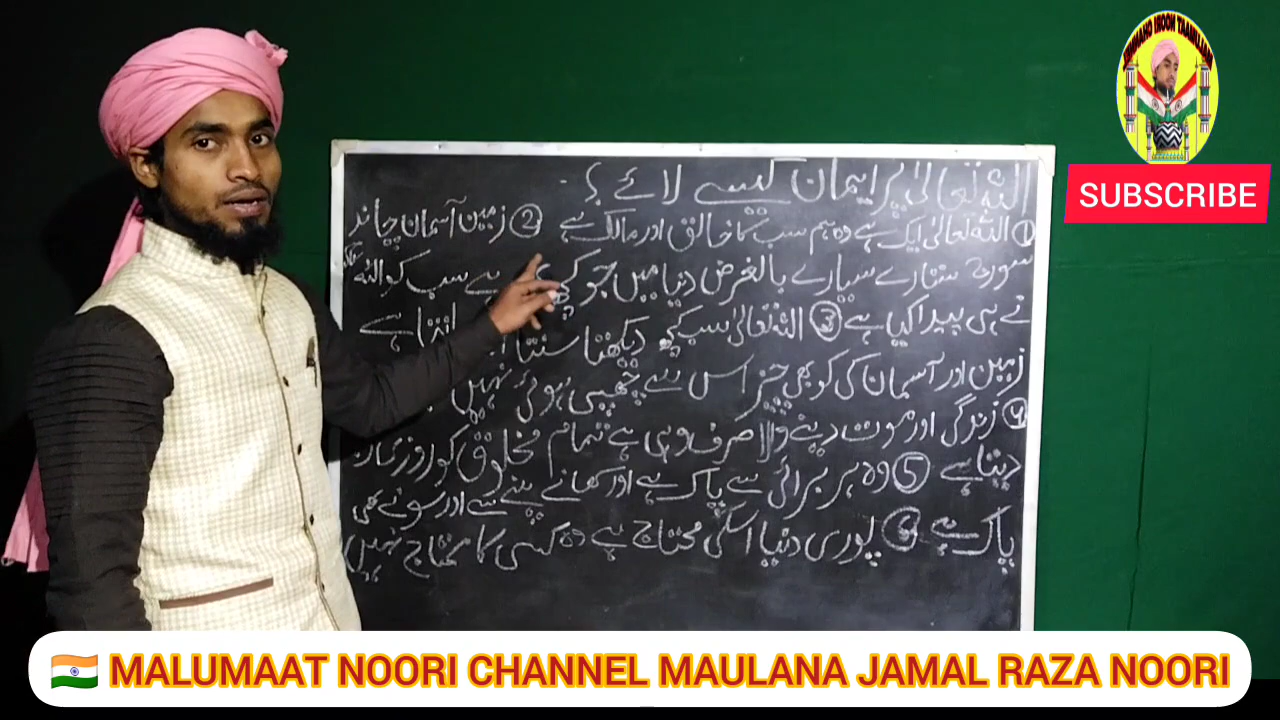 اللہ تعالیٰ پر ایمان کیسے لائے؟
① اللہ تعالیٰ ایک ہے وہ ہم سب کا خالق اور مالک ہے ② زمین آسمان چاند
سورج ستارے سیارے بالغرض دنیا میں جو کچھ ہے سب کو اللہ
نے ہی پیدا کیا ہے ③ اللہ تعالیٰ سب کچھ دیکھتا سنتا ہے
زمین اور آسمان کی کوئی بھی چیز اس سے چھپی ہوئی نہیں
④ زندگی اور موت دینے والا صرف وہی ہے تمام مخلوق کو روزی
دیتا ہے ⑤ وہ ہر برائی سے پاک ہے اور کھانے پینے سے اور سونے بھی
پاک ہے ⑥ پوری دنیا اسکی محتاج ہے وہ کسی کا محتاج نہیں
SUBSCRIBE
MALUMAAT NOORI CHANNEL MAULANA JAMAL RAZA NOORI